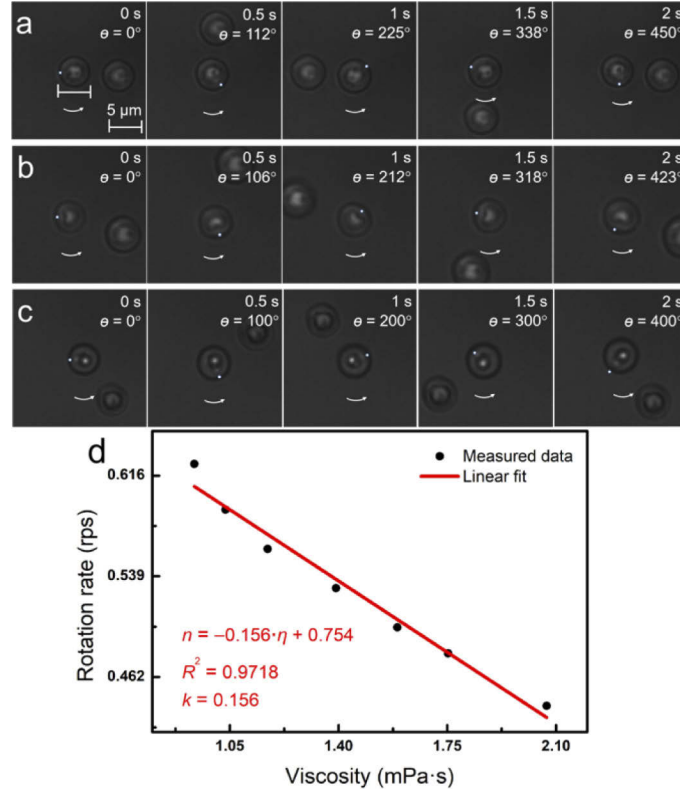 a
0 s
ɵ = 0°
5 µm
0.5 s
ɵ = 112°
1 s
ɵ = 225°
1.5 s
ɵ = 338°
2 s
ɵ = 450°
b
0 s
ɵ = 0°
0.5 s
ɵ = 106°
1 s
ɵ = 212°
1.5 s
ɵ = 318°
2 s
ɵ = 423°
c
0 s
ɵ = 0°
0.5 s
ɵ = 100°
1 s
ɵ = 200°
1.5 s
ɵ = 300°
2 s
ɵ = 400°
d
Measured data
Linear fit
0.616
0.539
0.462
Rotation rate (rps)
n = −0.156·η + 0.754
R² = 0.9718
k = 0.156
1.05 1.40 1.75 2.10
Viscosity (mPa·s)